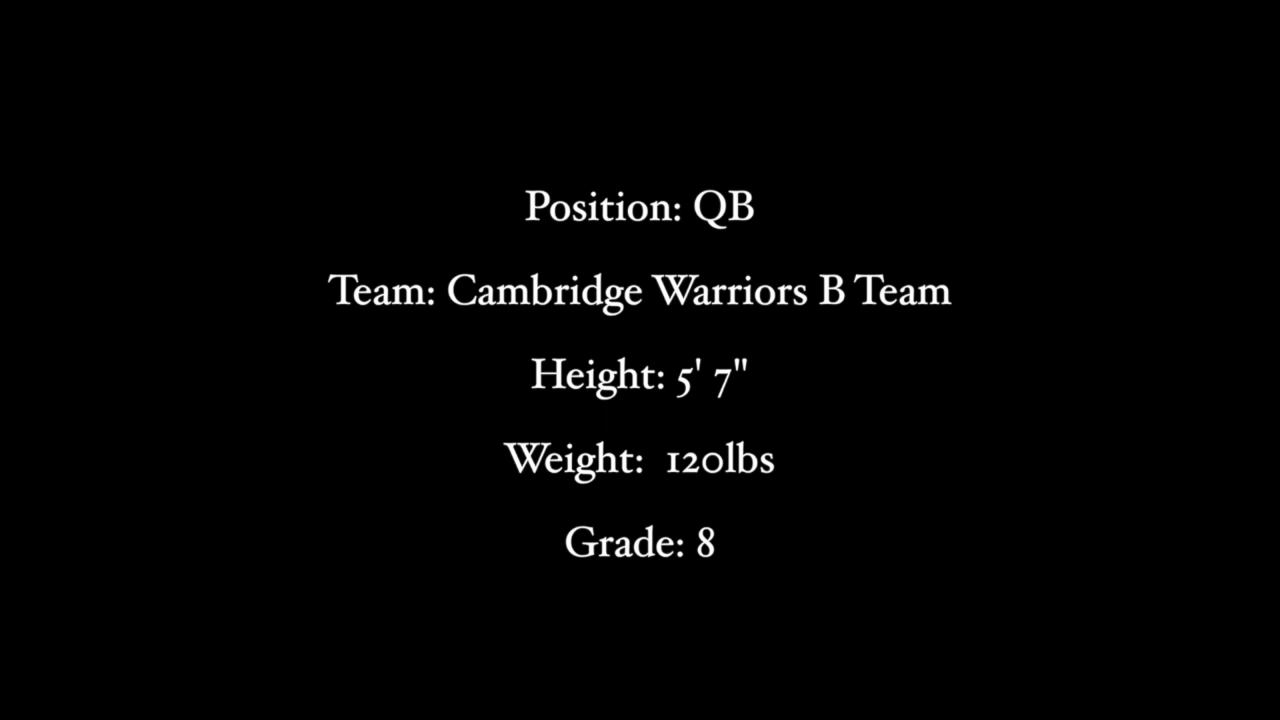 Position: QB
Team: Cambridge Warriors B Team
Height: 5' 7"
Weight:  120lbs
Grade: 8